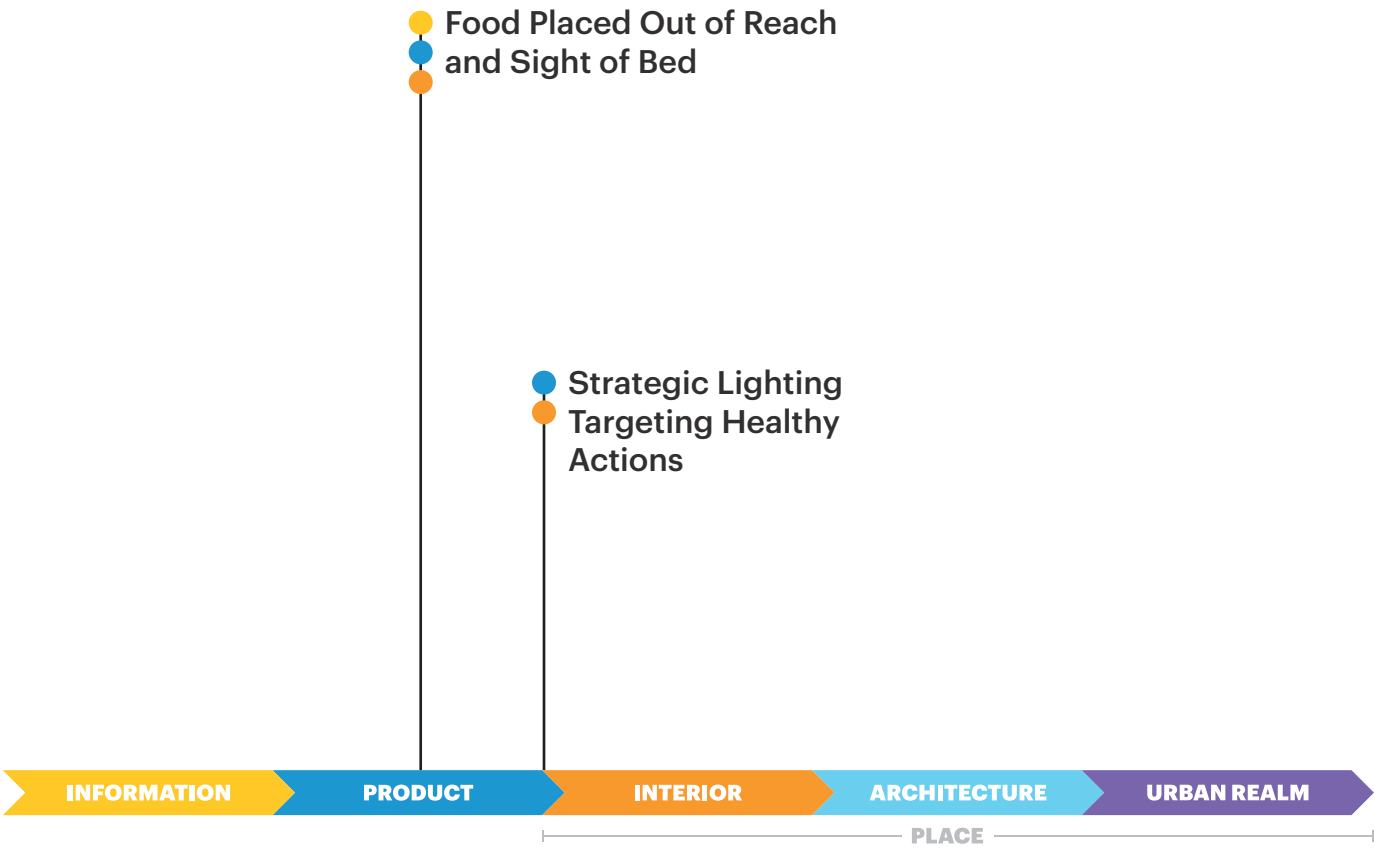 Food Placed Out of Reach
and Sight of Bed
Strategic Lighting
Targeting Healthy
Actions
INFORMATION
PRODUCT
INTERIOR
ARCHITECTURE
URBAN REALM
PLACE